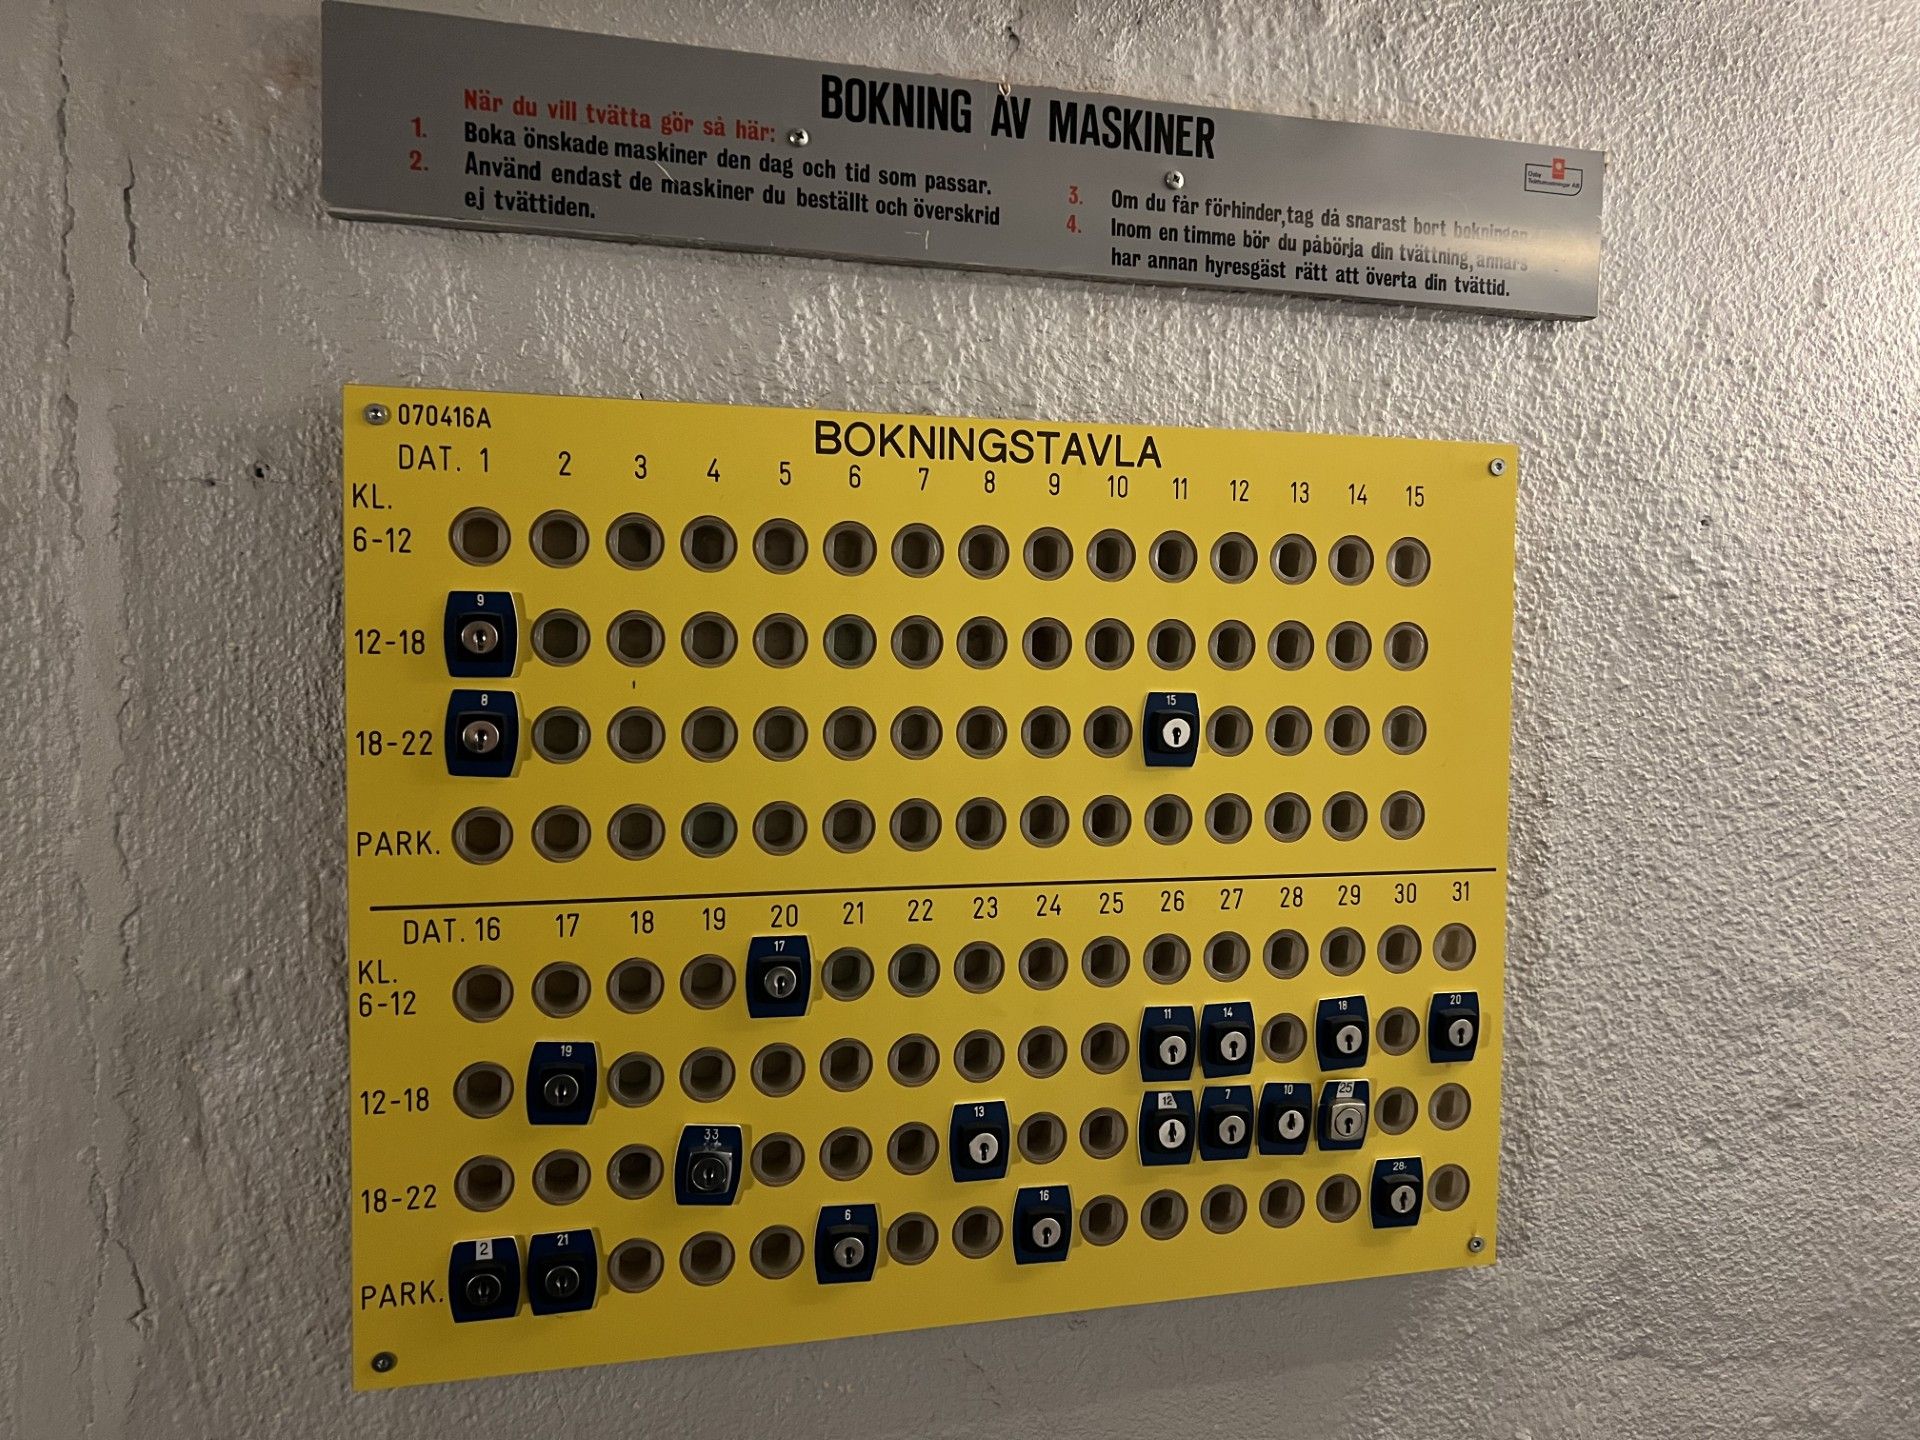 BOKNING AV MASKINER
När du vill tvätta gör så här:
1. Boka önskade maskiner den dag och tid som passar.
2. Använd endast de maskiner du beställt och överskrid
ej tvättiden.
3. Om du får förhinder,tag då snarast bort bokningen
4. Inom en timme bör du påbörja din tvättning, annars
har annan hyresgäst rätt att överta din tvättid.
070416A
BOKNINGSTAVLA
DAT. 1 2 3 4 5 6 7 8 9 10 11 12 13 14 15
KL.
6-12
9
12-18
8 15
18-22
PARK.
DAT. 16 17 18 19 20 21 22 23 24 25 26 27 28 29 30 31
17
KL.
6-12
19 11 14 18 20
12-18
33 13 12 7 10 25
18-22
2 21 6 16 28
PARK.